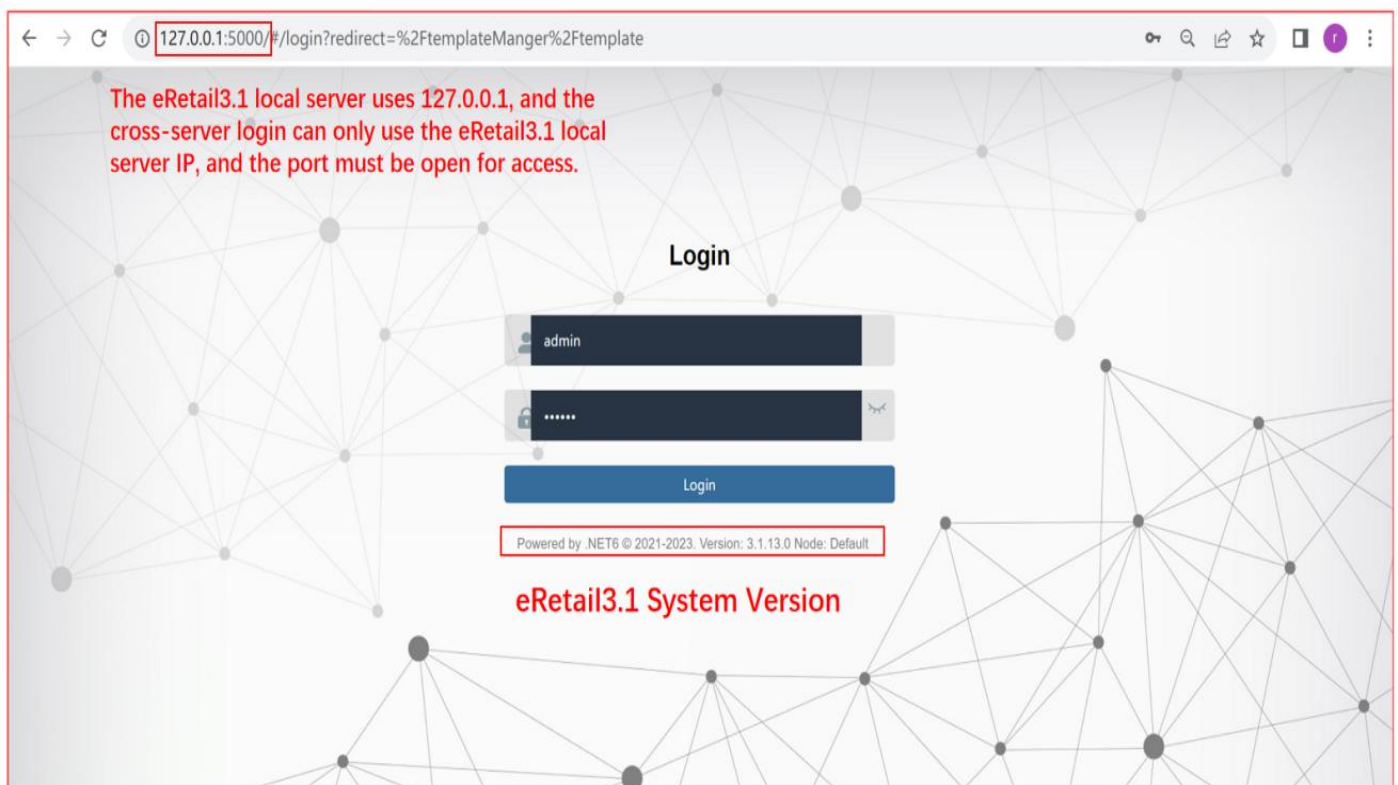 127.0.0.1:5000/#/login?redirect=%2FtemplateManger%2Ftemplate
r
The eRetail3.1 local server uses 127.0.0.1, and the
cross-server login can only use the eRetail3.1 local
server IP, and the port must be open for access.
Login
admin
••••••
Login
Powered by .NET6 © 2021-2023. Version: 3.1.13.0 Node: Default
eRetail3.1 System Version